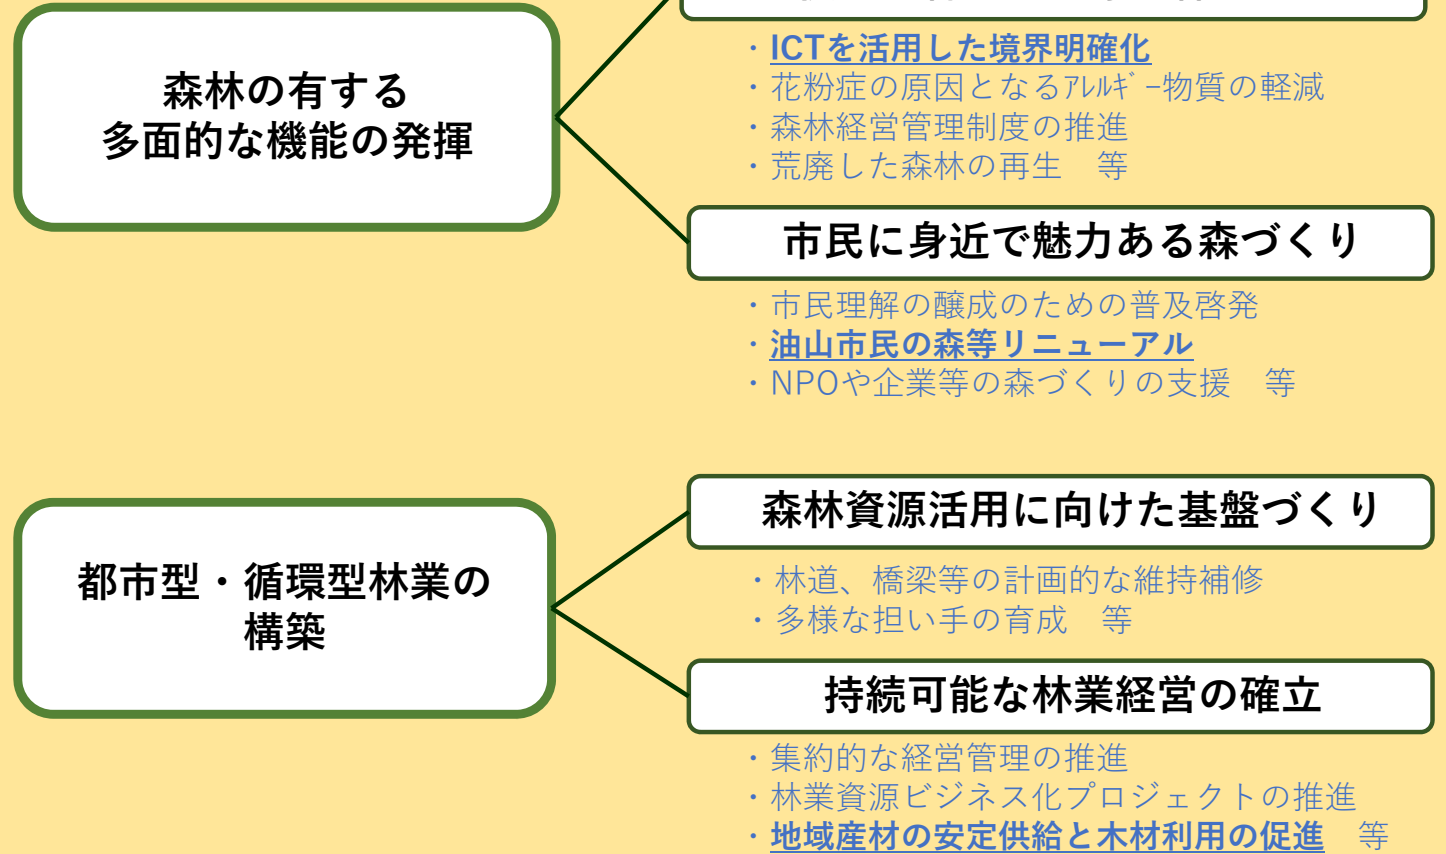 森林の有する
多面的な機能の発揮
・ICTを活用した境界明確化
・花粉症の原因となるｱﾚﾙｷﾞｰ物質の軽減
・森林経営管理制度の推進
・荒廃した森林の再生　等
市民に身近で魅力ある森づくり
・市民理解の醸成のための普及啓発
・油山市民の森等リニューアル
・NPOや企業等の森づくりの支援　等
都市型・循環型林業の
構築
森林資源活用に向けた基盤づくり
・林道、橋梁等の計画的な維持補修
・多様な担い手の育成　等
持続可能な林業経営の確立
・集約的な経営管理の推進
・林業資源ビジネス化プロジェクトの推進
・地域産材の安定供給と木材利用の促進　等